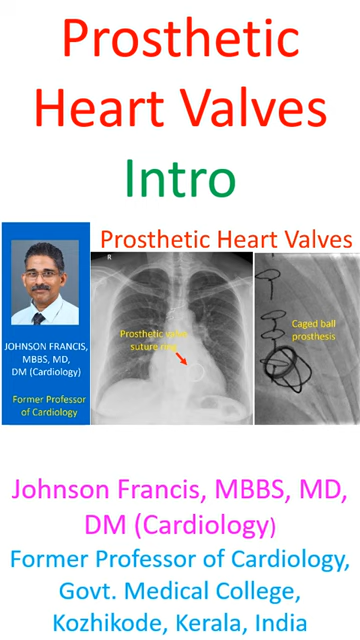 Prosthetic
Heart Valves
Intro
Prosthetic Heart Valves
R
JOHNSON FRANCIS,
MBBS, MD,
DM (Cardiology)
Former Professor
of Cardiology
Prosthetic valve
suture ring
Caged ball
prosthesis
Johnson Francis, MBBS, MD,
DM (Cardiology)
Former Professor of Cardiology,
Govt. Medical College,
Kozhikode, Kerala, India